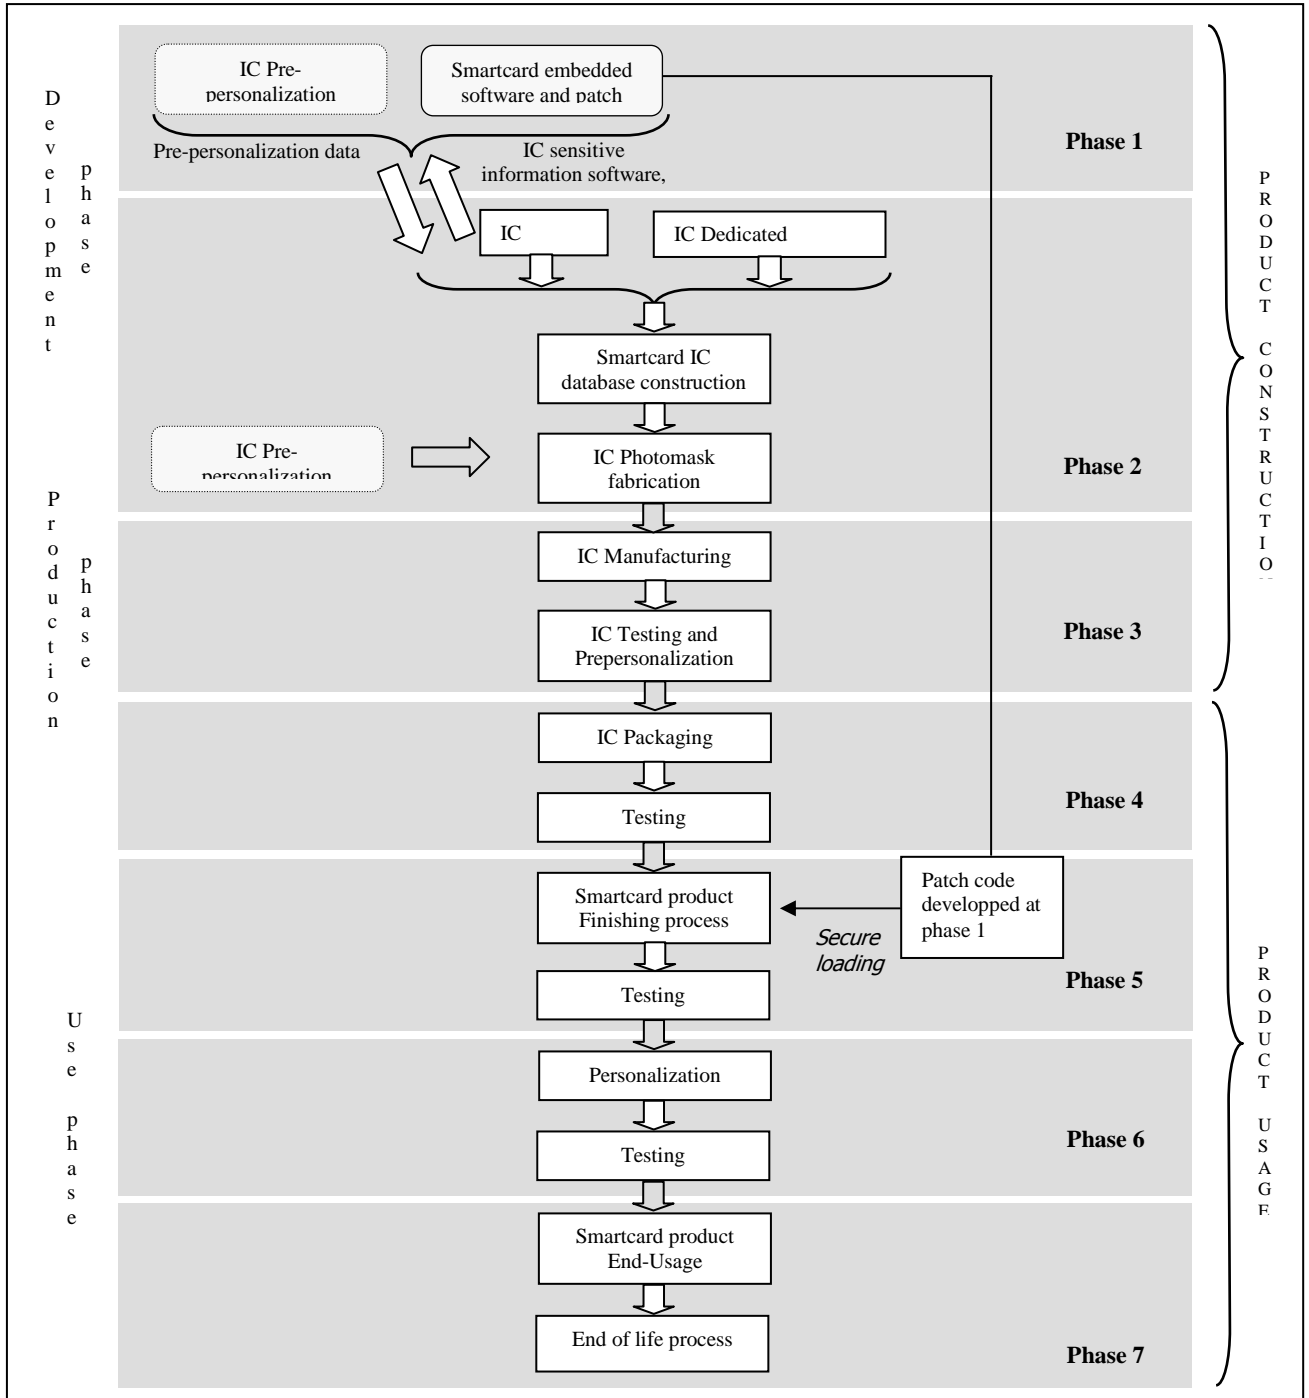 Development
phase
IC Pre-
personalization
Smartcard embedded
software and patch
Pre-personalization data
IC sensitive
information software,
Phase 1
IC
IC Dedicated
Smartcard IC
database construction
IC Pre-
personalization
IC Photomask
fabrication
Phase 2
PRODUCT CONSTRUCTION
Production
phase
IC Manufacturing
IC Testing and
Prepersonalization
Phase 3
IC Packaging
Testing
Phase 4
Smartcard product
Finishing process
Secure
loading
Patch code
developped at
phase 1
Testing
Phase 5
Use phase
PRODUCT USAGE
Personalization
Testing
Phase 6
Smartcard product
End-Usage
End of life process
Phase 7